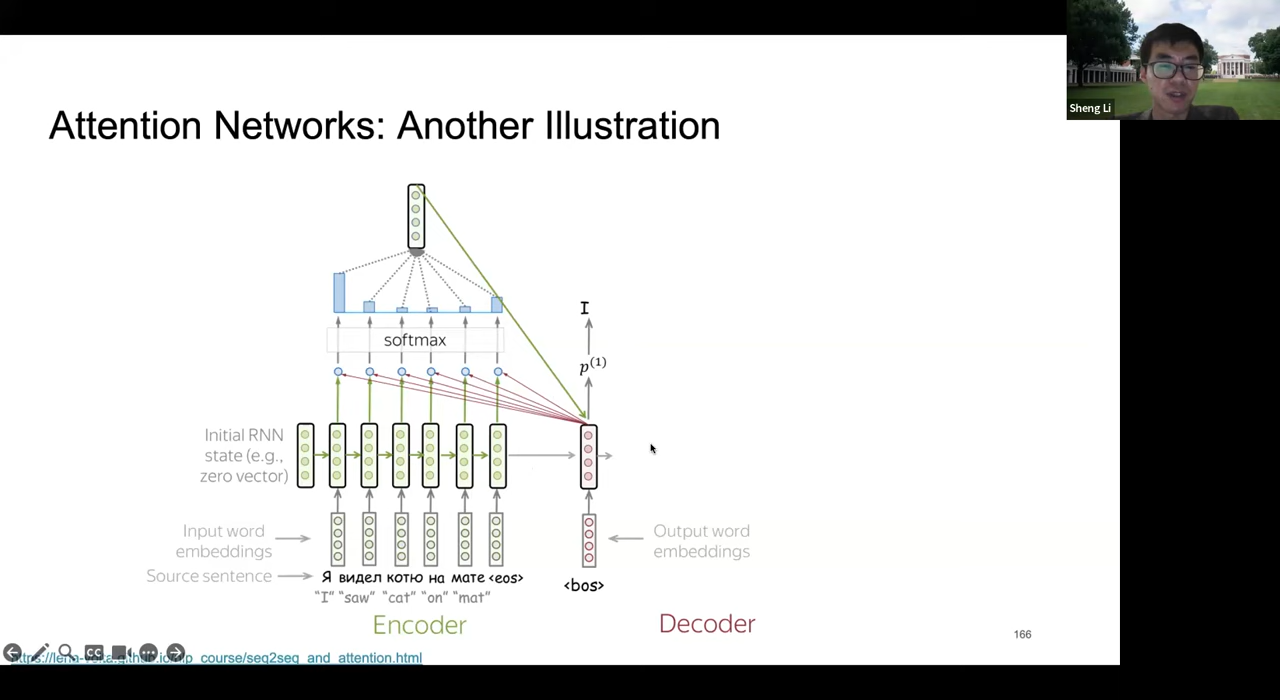 Sheng Li
Attention Networks: Another Illustration
I
softmax
p(1)
Initial RNN
state (e.g.,
zero vector)
Input word
embeddings
Output word
embeddings
Source sentence
Я видел котю на мате <eos>
"I" "saw" "cat" "on" "mat"
<bos>
Encoder
Decoder
166
CC
https://lena-voita.github.io/nlp_course/seq2seq_and_attention.html